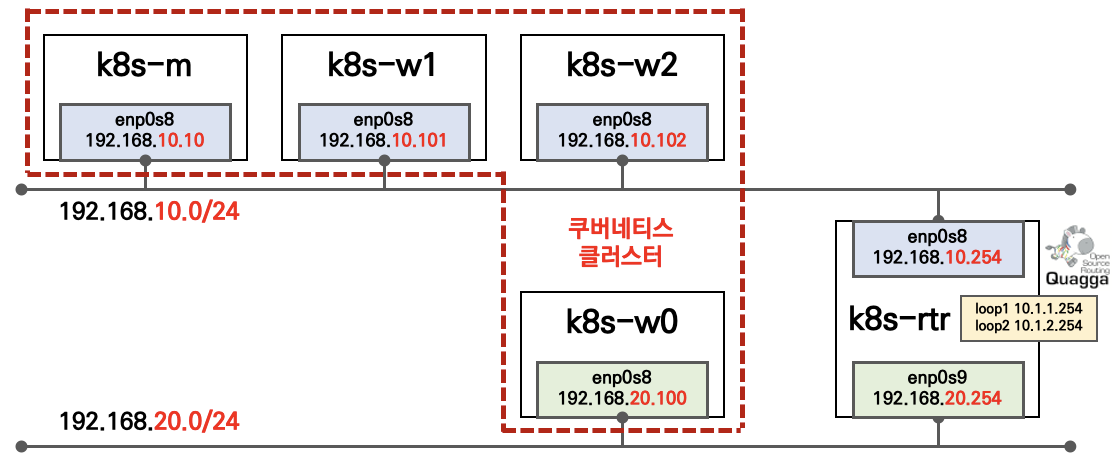 k8s-m
enp0s8
192.168.10.10
k8s-w1
enp0s8
192.168.10.101
k8s-w2
enp0s8
192.168.10.102
192.168.10.0/24
쿠버네티스
클러스터
enp0s8
192.168.10.254
Open
Source
Routing
Quagga
k8s-rtr
loop1 10.1.1.254
loop2 10.1.2.254
k8s-w0
enp0s8
192.168.20.100
enp0s9
192.168.20.254
192.168.20.0/24